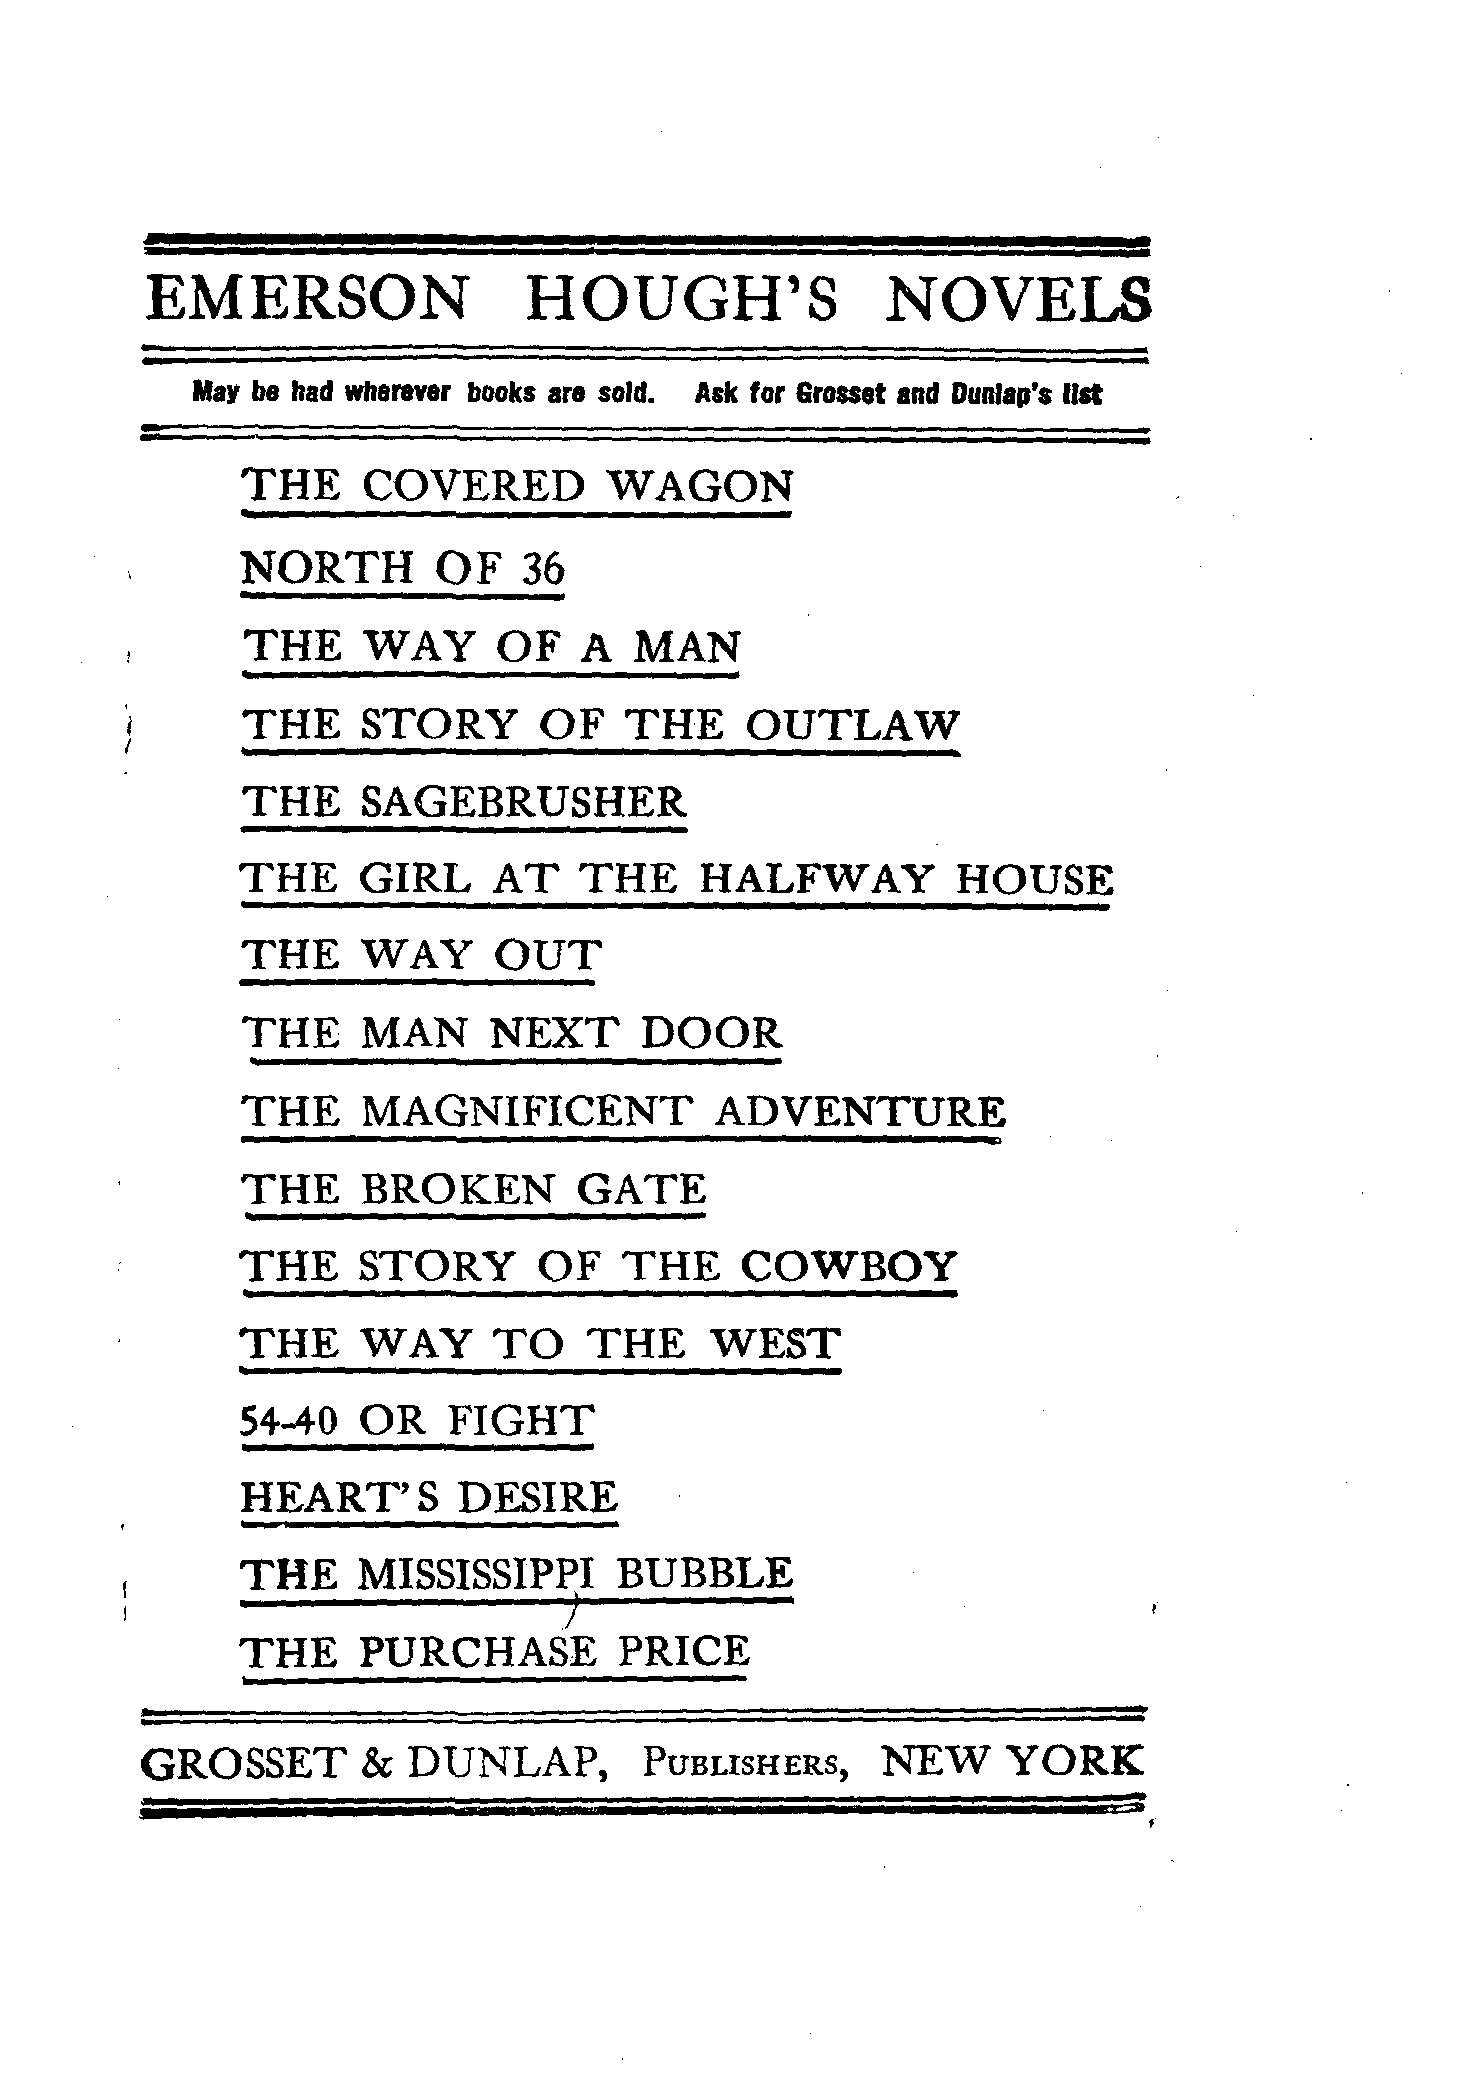 EMERSON HOUGH'S NOVELS
May be had wherever books are sold. Ask for Grosset and Dunlap's list
THE COVERED WAGON
NORTH OF 36
THE WAY OF A MAN
THE STORY OF THE OUTLAW
THE SAGEBRUSHER
THE GIRL AT THE HALFWAY HOUSE
THE WAY OUT
THE MAN NEXT DOOR
THE MAGNIFICENT ADVENTURE
THE BROKEN GATE
THE STORY OF THE COWBOY
THE WAY TO THE WEST
54-40 OR FIGHT
HEART'S DESIRE
THE MISSISSIPPI BUBBLE
THE PURCHASE PRICE
GROSSET & DUNLAP, PUBLISHERS, NEW YORK